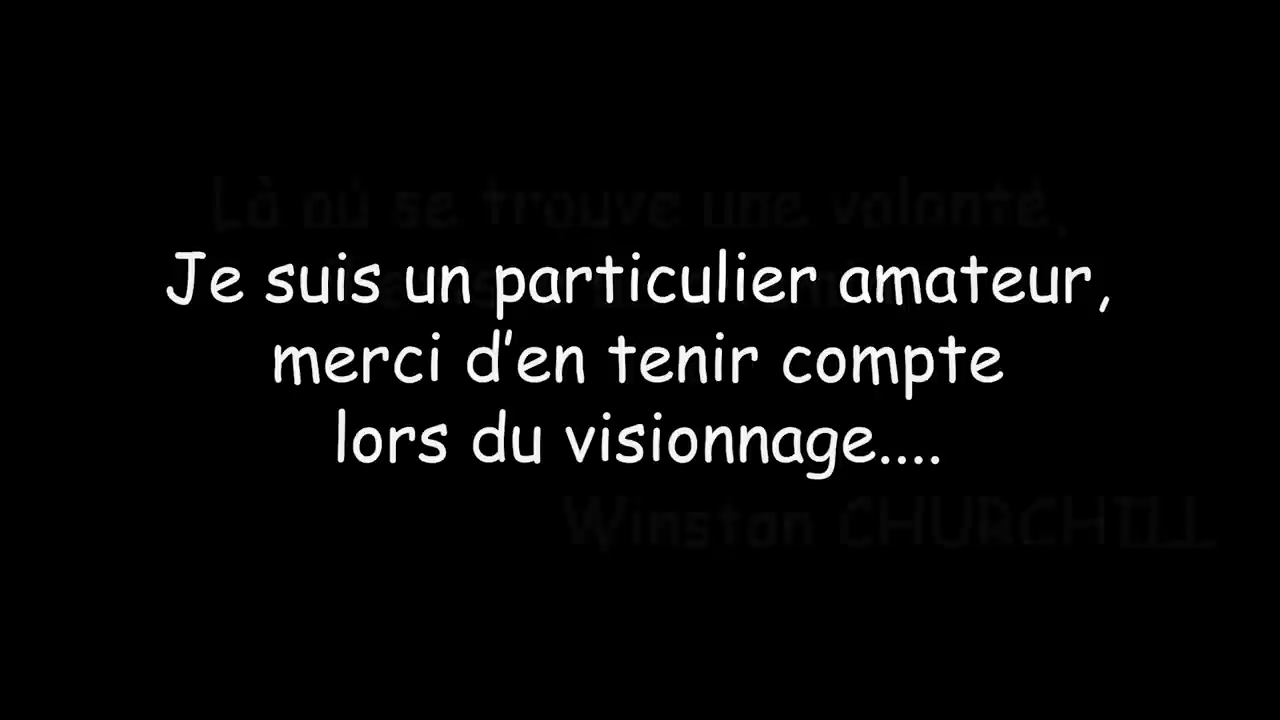 Là où se trouve une volonté,
Je suis un particulier amateur,
merci d’en tenir compte
lors du visionnage....
Winston CHURCHILL